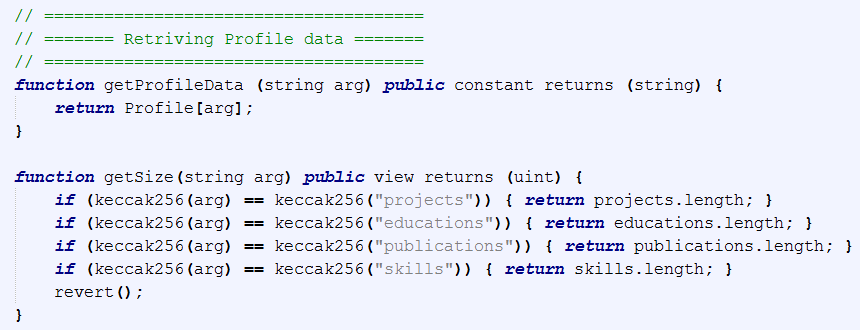 // ======================================
// ======= Retriving Profile data =======
// ======================================
function getProfileData (string arg) public constant returns (string) {
    return Profile[arg];
}

function getSize(string arg) public view returns (uint) {
    if (keccak256(arg) == keccak256("projects")) { return projects.length; }
    if (keccak256(arg) == keccak256("educations")) { return educations.length; }
    if (keccak256(arg) == keccak256("publications")) { return publications.length; }
    if (keccak256(arg) == keccak256("skills")) { return skills.length; }
    revert();
}